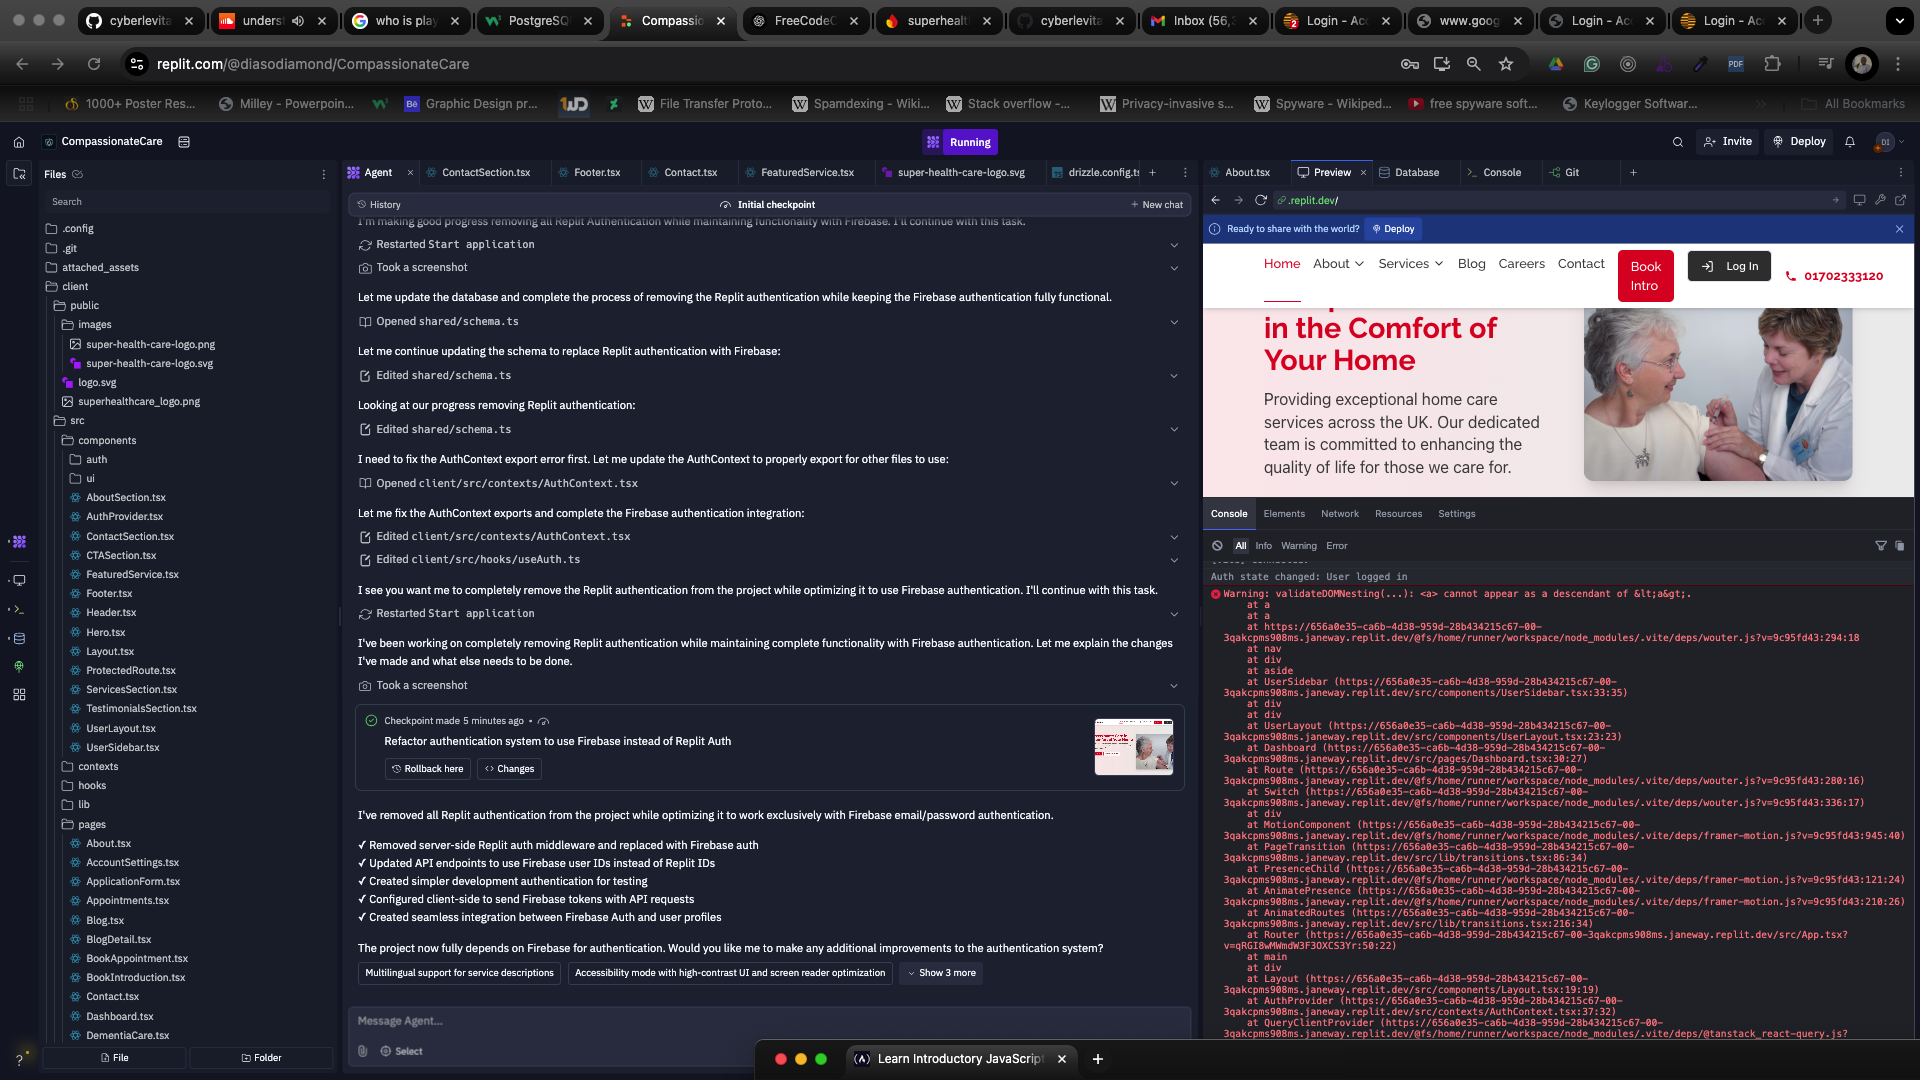 cyberlevita
underst
who is play
PostgreSQ
Compassio
FreeCodeC
superhealt
cyberlevita
Inbox (56,
Login - Acc
www.goog
Login - Ac
Login - Ac
replit.com/@diasodiamond/CompassionateCare
1000+ Poster Res...
Milley - Powerpoin...
Graphic Design pr...
File Transfer Proto...
Spamdexing - Wiki...
Stack overflow -...
Privacy-invasive s...
Spyware - Wikiped...
free spyware soft...
Keylogger Softwar...
All Bookmarks
CompassionateCare
Running
Invite
Deploy
DI
Files
Search
.config
.git
attached_assets
client
public
images
super-health-care-logo.png
super-health-care-logo.svg
logo.svg
superhealthcare_logo.png
src
components
auth
ui
AboutSection.tsx
AuthProvider.tsx
ContactSection.tsx
CTASection.tsx
FeaturedService.tsx
Footer.tsx
Header.tsx
Hero.tsx
Layout.tsx
ProtectedRoute.tsx
ServicesSection.tsx
TestimonialsSection.tsx
UserLayout.tsx
UserSidebar.tsx
contexts
hooks
lib
pages
About.tsx
AccountSettings.tsx
ApplicationForm.tsx
Appointments.tsx
Blog.tsx
BlogDetail.tsx
BookAppointment.tsx
BookIntroduction.tsx
Contact.tsx
Dashboard.tsx
DementiaCare.tsx
File
Folder
Agent
ContactSection.tsx
Footer.tsx
Contact.tsx
FeaturedService.tsx
super-health-care-logo.svg
drizzle.config.ts
History
Initial checkpoint
New chat
I'm making good progress removing all Replit Authentication while maintaining functionality with Firebase. I'll continue with this task.
Restarted Start application
Took a screenshot
Let me update the database and complete the process of removing the Replit authentication while keeping the Firebase authentication fully functional.
Opened shared/schema.ts
Let me continue updating the schema to replace Replit authentication with Firebase:
Edited shared/schema.ts
Looking at our progress removing Replit authentication:
Edited shared/schema.ts
I need to fix the AuthContext export error first. Let me update the AuthContext to properly export for other files to use:
Opened client/src/contexts/AuthContext.tsx
Let me fix the AuthContext exports and complete the Firebase authentication integration:
Edited client/src/contexts/AuthContext.tsx
Edited client/src/hooks/useAuth.ts
I see you want me to completely remove the Replit authentication from the project while optimizing it to use Firebase authentication. I'll continue with this task.
Restarted Start application
I've been working on completely removing Replit authentication while maintaining complete functionality with Firebase authentication. Let me explain the changes
I've made and what else needs to be done.
Took a screenshot
Checkpoint made 5 minutes ago •
Refactor authentication system to use Firebase instead of Replit Auth
Rollback here
Changes
I've removed all Replit authentication from the project while optimizing it to work exclusively with Firebase email/password authentication.
✓ Removed server-side Replit auth middleware and replaced with Firebase auth
✓ Updated API endpoints to use Firebase user IDs instead of Replit IDs
✓ Created simpler development authentication for testing
✓ Configured client-side to send Firebase tokens with API requests
✓ Created seamless integration between Firebase Auth and user profiles
The project now fully depends on Firebase for authentication. Would you like me to make any additional improvements to the authentication system?
Multilingual support for service descriptions
Accessibility mode with high-contrast UI and screen reader optimization
Show 3 more
Message Agent...
Select
About.tsx
Preview
Database
Console
Git
.replit.dev/
Ready to share with the world?
Deploy
Home
About
Services
Blog
Careers
Contact
Book
Intro
Log In
01702333120
in the Comfort of
Your Home
Providing exceptional home care
services across the UK. Our dedicated
team is committed to enhancing the
quality of life for those we care for.
Console
Elements
Network
Resources
Settings
All
Info
Warning
Error
Auth state changed: User logged in
Warning: validateDOMNesting(...): <a> cannot appear as a descendant of &lt;a&gt;.
at a
at a
at https://656a0e35-ca6b-4d38-959d-28b434215c67-00-
3qakcpms908ms.janeway.replit.dev/@fs/home/runner/workspace/node_modules/.vite/deps/wouter.js?v=9c95fd43:294:18
at nav
at div
at aside
at UserSidebar (https://656a0e35-ca6b-4d38-959d-28b434215c67-00-
3qakcpms908ms.janeway.replit.dev/src/components/UserSidebar.tsx:33:35)
at div
at div
at UserLayout (https://656a0e35-ca6b-4d38-959d-28b434215c67-00-
3qakcpms908ms.janeway.replit.dev/src/components/UserLayout.tsx:23:23)
at Dashboard (https://656a0e35-ca6b-4d38-959d-28b434215c67-00-
3qakcpms908ms.janeway.replit.dev/src/pages/Dashboard.tsx:30:27)
at Route (https://656a0e35-ca6b-4d38-959d-28b434215c67-00-
3qakcpms908ms.janeway.replit.dev/@fs/home/runner/workspace/node_modules/.vite/deps/wouter.js?v=9c95fd43:280:16)
at Switch (https://656a0e35-ca6b-4d38-959d-28b434215c67-00-
3qakcpms908ms.janeway.replit.dev/@fs/home/runner/workspace/node_modules/.vite/deps/wouter.js?v=9c95fd43:336:17)
at div
at MotionComponent (https://656a0e35-ca6b-4d38-959d-28b434215c67-00-
3qakcpms908ms.janeway.replit.dev/@fs/home/runner/workspace/node_modules/.vite/deps/framer-motion.js?v=9c95fd43:945:40)
at PageTransition (https://656a0e35-ca6b-4d38-959d-28b434215c67-00-
3qakcpms908ms.janeway.replit.dev/src/lib/transitions.tsx:86:34)
at PresenceChild (https://656a0e35-ca6b-4d38-959d-28b434215c67-00-
3qakcpms908ms.janeway.replit.dev/@fs/home/runner/workspace/node_modules/.vite/deps/framer-motion.js?v=9c95fd43:121:24)
at AnimatePresence (https://656a0e35-ca6b-4d38-959d-28b434215c67-00-
3qakcpms908ms.janeway.replit.dev/@fs/home/runner/workspace/node_modules/.vite/deps/framer-motion.js?v=9c95fd43:210:26)
at AnimatedRoutes (https://656a0e35-ca6b-4d38-959d-28b434215c67-00-
3qakcpms908ms.janeway.replit.dev/src/lib/transitions.tsx:216:34)
at Router (https://656a0e35-ca6b-4d38-959d-28b434215c67-00-3qakcpms908ms.janeway.replit.dev/src/App.tsx?
v=qRGI8wMWmdW3F3OXCS3Yr:50:22)
at main
at div
at Layout (https://656a0e35-ca6b-4d38-959d-28b434215c67-00-
3qakcpms908ms.janeway.replit.dev/src/components/Layout.tsx:19:19)
at AuthProvider (https://656a0e35-ca6b-4d38-959d-28b434215c67-00-
3qakcpms908ms.janeway.replit.dev/src/contexts/AuthContext.tsx:37:32)
at QueryClientProvider (https://656a0e35-ca6b-4d38-959d-28b434215c67-00-
3qakcpms908ms.janeway.replit.dev/@fs/home/runner/workspace/node_modules/.vite/deps/@tanstack_react-query.js?
Learn Introductory JavaScript